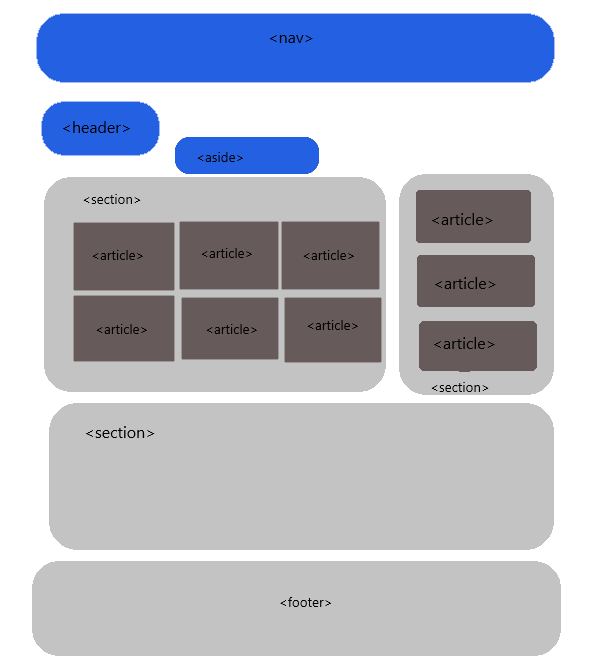 <nav>
<header>
<aside>
<section>
<article>
<article>
<article>
<article>
<article>
<article>
<article>
<article>
<article>
<section>
<section>
<footer>